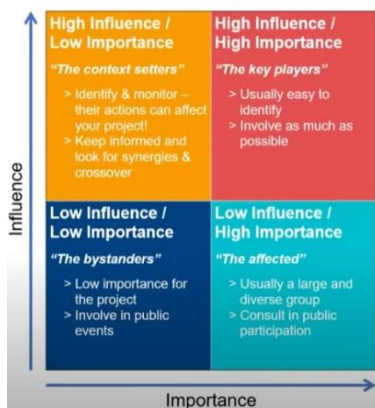 High Influence /
Low Importance
"The context setters"
> Identify & monitor –
their actions can affect
your project!
> Keep informed and
look for synergies &
crossover
High Influence /
High Importance
"The key players"
> Usually easy to
identify
> Involve as much as
possible
Low Influence /
Low Importance
"The bystanders"
> Low importance for
the project
> Involve in public
events
Low Influence /
High Importance
"The affected"
> Usually a large and
diverse group
> Consult in public
participation
Influence
Importance